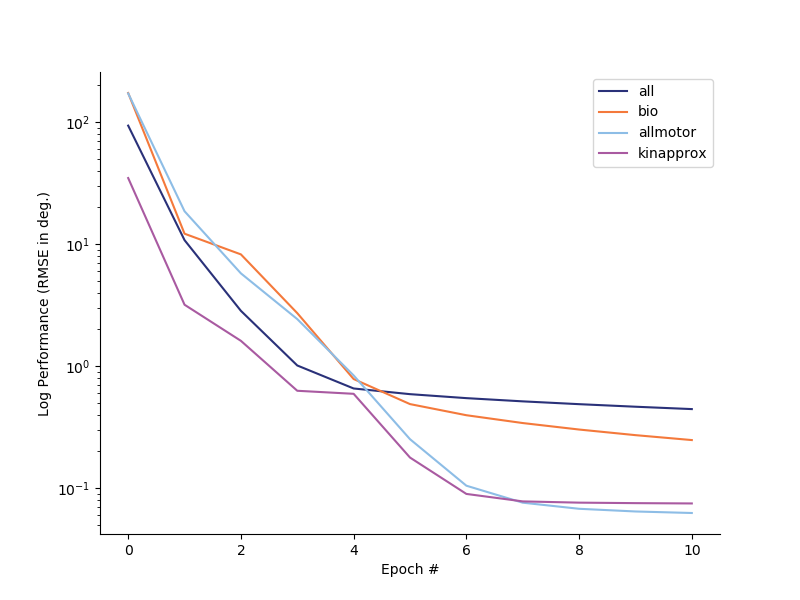 all
bio
allmotor
kinapprox
10²
10¹
10⁰
10⁻¹
Log Performance (RMSE in deg.)
0 2 4 6 8 10
Epoch #